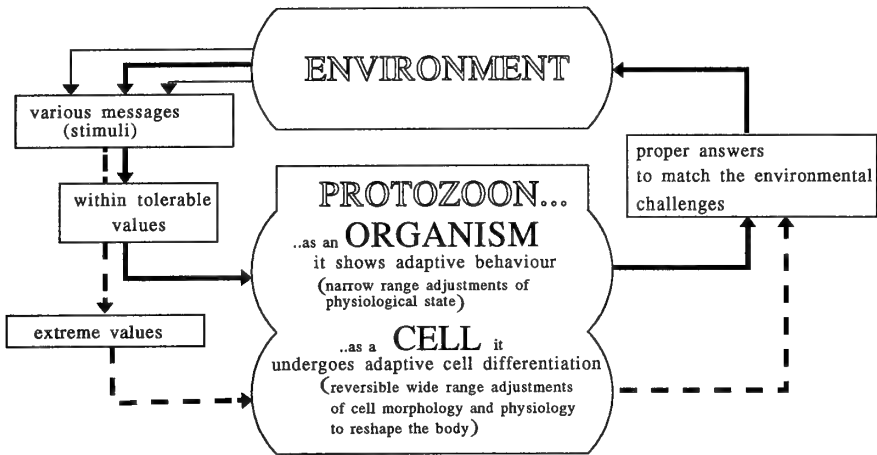 ENVIRONMENT
various messages
(stimuli)
within tolerable
values
extreme values
PROTOZOON...
..as an ORGANISM
it shows adaptive behaviour
(narrow range adjustments of
physiological state)
..as a CELL it
undergoes adaptive cell differentiation
(reversible wide range adjustments
of cell morphology and physiology
to reshape the body)
proper answers
to match the environmental
challenges